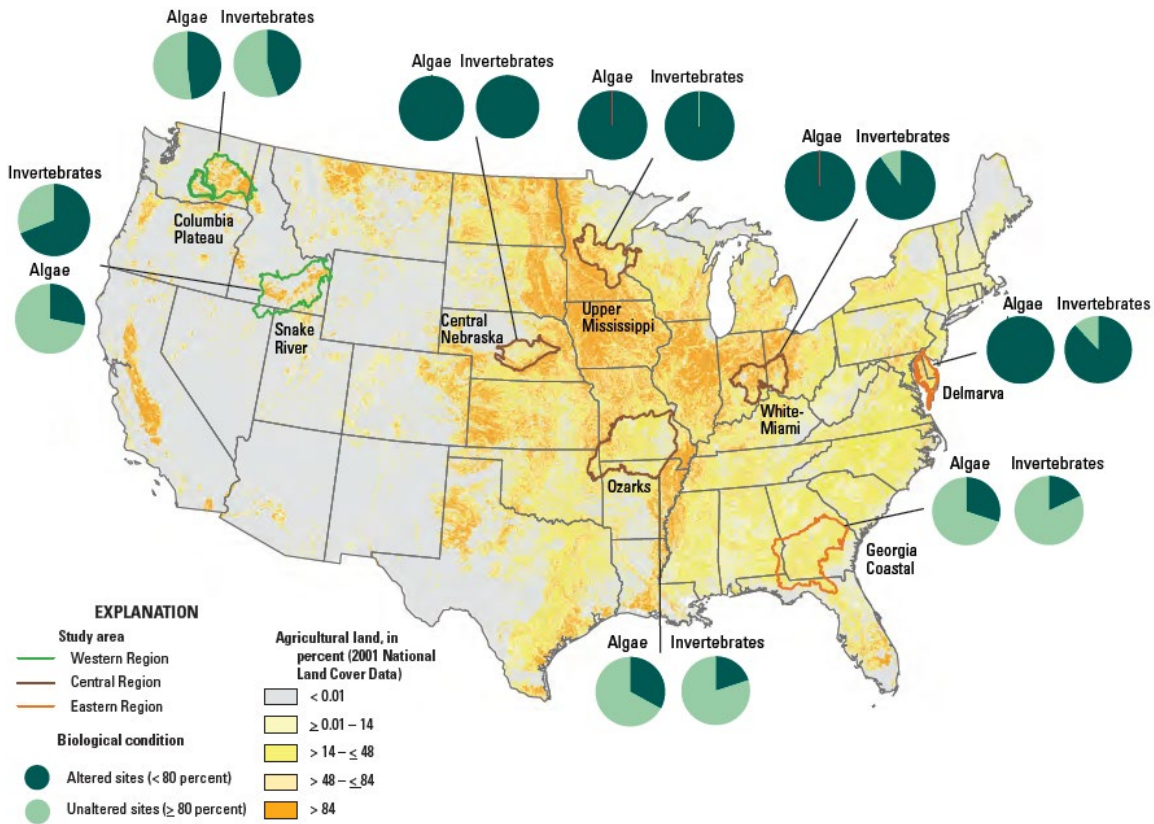 Algae Invertebrates
Algae Invertebrates
Algae Invertebrates
Algae Invertebrates
Invertebrates
Algae
Columbia
Plateau
Snake
River
Central
Nebraska
Upper
Mississippi
White-
Miami
Ozarks
Algae Invertebrates
Delmarva
Algae Invertebrates
Georgia
Coastal
Algae Invertebrates
EXPLANATION
Study area
Western Region
Central Region
Eastern Region
Biological condition
Altered sites (< 80 percent)
Unaltered sites (≥ 80 percent)
Agricultural land, in
percent (2001 National
Land Cover Data)
< 0.01
≥ 0.01 – 14
> 14 – ≤ 48
> 48 – ≤ 84
> 84